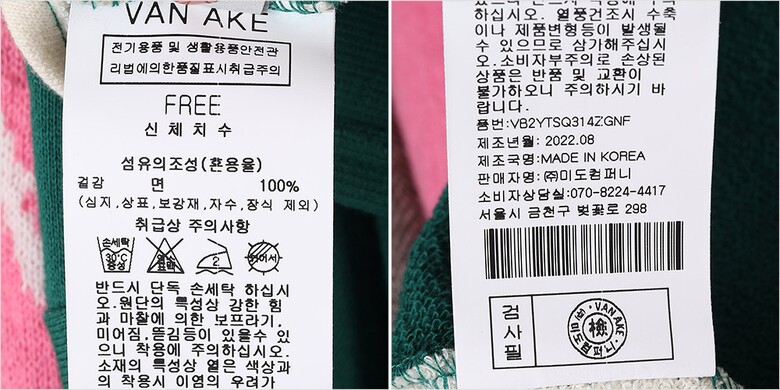 VAN AKE
전기용품 및 생활용품안전관
리법에의한품질표시취급주의
FREE
신체치수
섬유의조성(혼용율)
겉감 면 100%
(심지,상표,보강재,자수,장식 제외)
취급상 주의사항
손세탁
30℃
중성
염소
표백
2
드라이
반드시 단독 손세탁 하십시
오.원단의 특성상 강한 힘
과 마찰에 의한 보프라기.
미어짐,뜯김등이 있을수 있
으니 착용에 주의하십시오.
소재의 특성상 옅은 색상과
의 착용시 이염의 우려가
하십시오. 열풍건조시 수축
이나 제품변형등이 발생될
수 있으므로 삼가해주십시
오.소비자부주의로 손상된
상품은 반품 및 교환이
불가하오니 주의하시기 바
랍니다.
품번:VB2YTSQ314ZGNF
제조년월: 2022.08
제조국명:MADE IN KOREA
판매자명:㈜미도컴퍼니
소비자상담실:070-8224-4417
서울시 금천구 벚꽃로 298
검사필
VAN AKE
檢
㈜미도컴퍼니